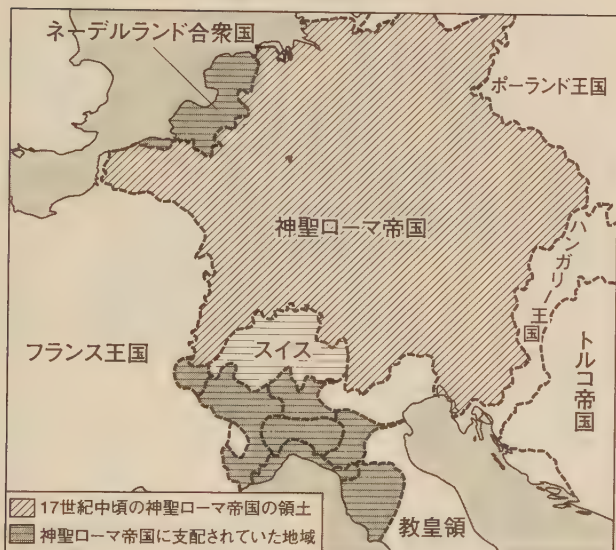 ネーデルランド合衆国
ポーランド王国
神聖ローマ帝国
ハンガリー王国
トルコ帝国
スイス
フランス王国
教皇領
17世紀中頃の神聖ローマ帝国の領土
神聖ローマ帝国に支配されていた地域